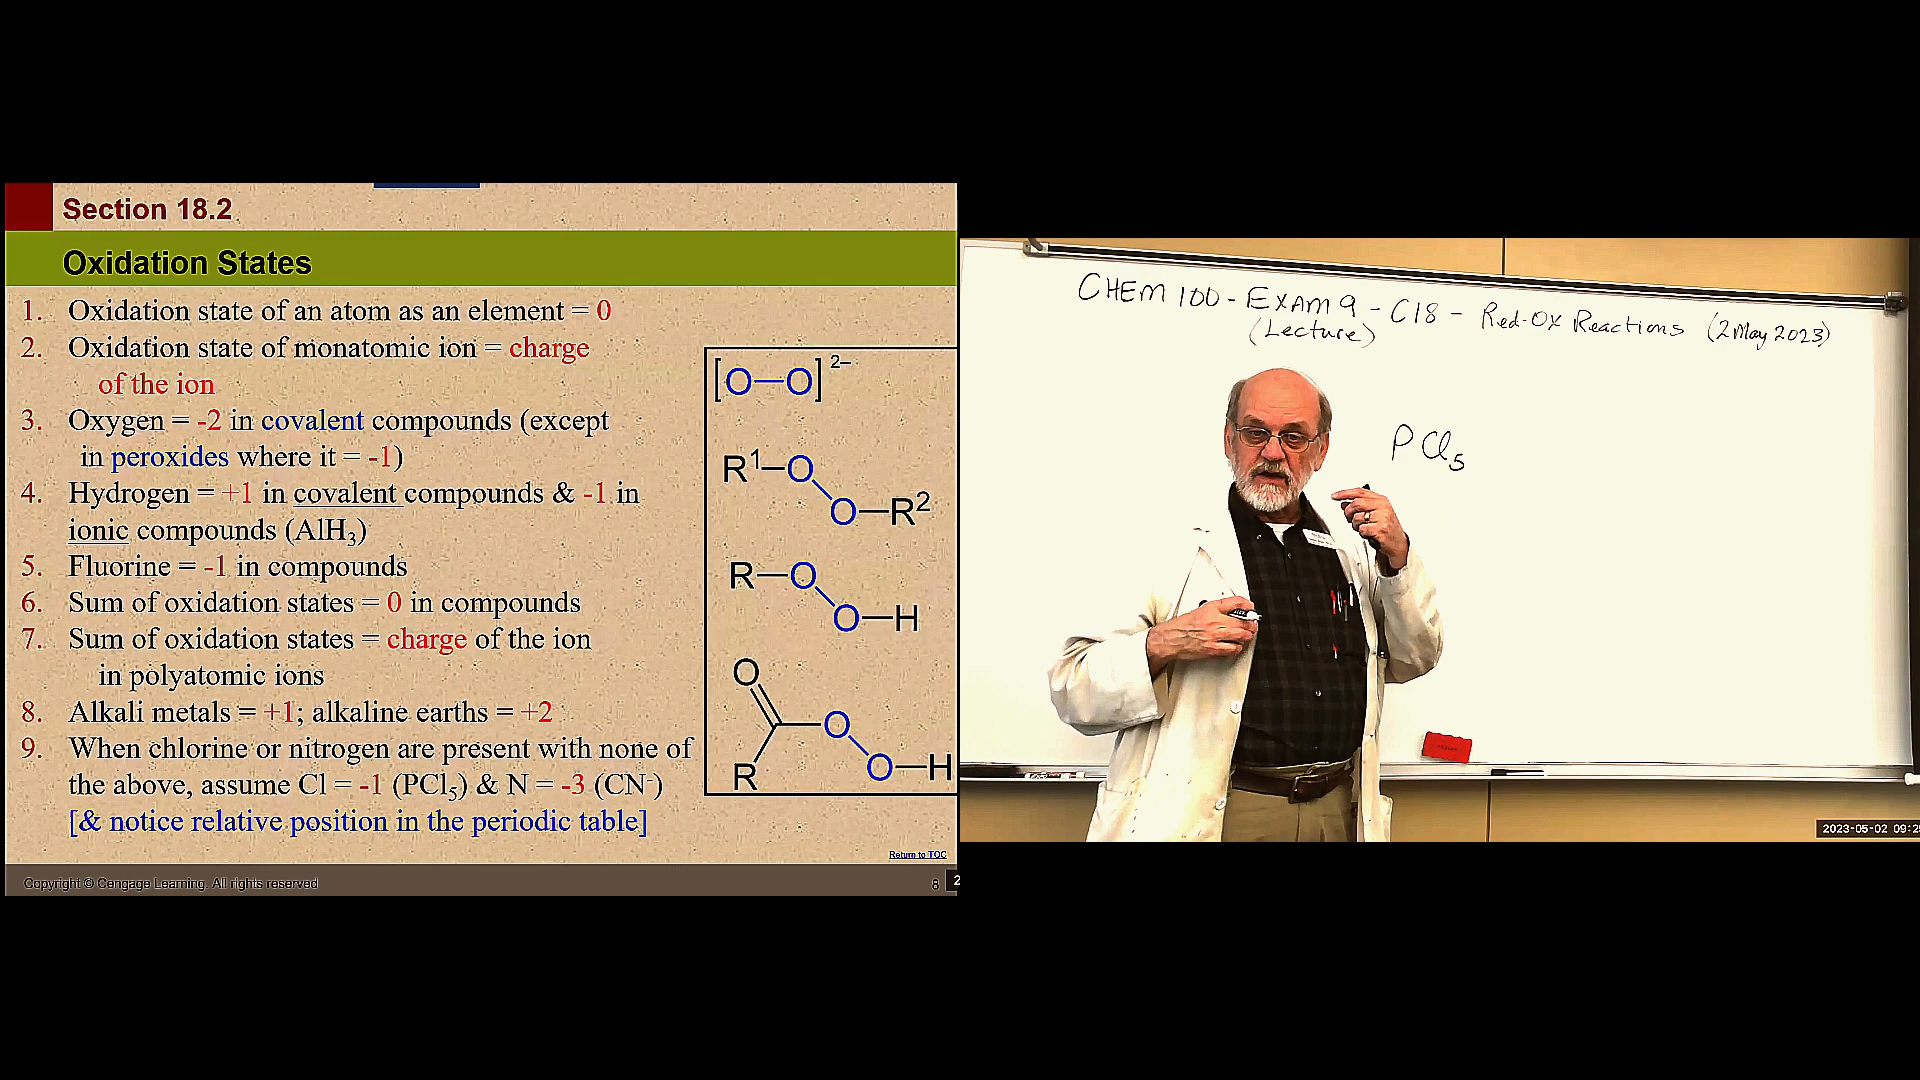 Section 18.2
Oxidation States
1. Oxidation state of an atom as an element = 0
2. Oxidation state of monatomic ion = charge
of the ion
3. Oxygen = -2 in covalent compounds (except
in peroxides where it = -1)
4. Hydrogen = +1 in covalent compounds & -1 in
ionic compounds (AlH₃)
5. Fluorine = -1 in compounds
6. Sum of oxidation states = 0 in compounds
7. Sum of oxidation states = charge of the ion
in polyatomic ions
8. Alkali metals = +1; alkaline earths = +2
9. When chlorine or nitrogen are present with none of
the above, assume Cl = -1 (PCl₅) & N = -3 (CN⁻)
[& notice relative position in the periodic table]
[O—O]²⁻
R¹—O
O—R²
R—O
O—H
O
O
R
O—H
Return to TOC
Copyright © Cengage Learning. All rights reserved
8
2
CHEM 100 - EXAM 9 - C18 - Red-Ox Reactions (2 May 2023)
(Lecture)
PCl₅
2023-05-02 09:2